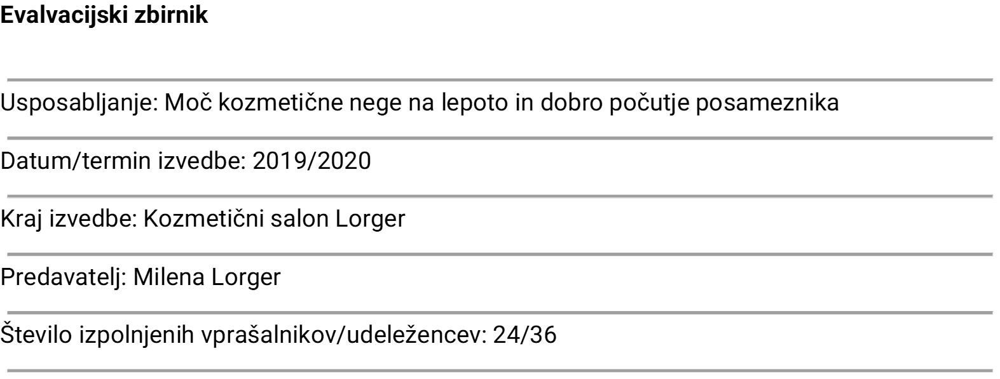 Evalvacijski zbirnik
Usposabljanje: Moč kozmetične nege na lepoto in dobro počutje posameznika
Datum/termin izvedbe: 2019/2020
Kraj izvedbe: Kozmetični salon Lorger
Predavatelj: Milena Lorger
Število izpolnjenih vprašalnikov/udeležencev: 24/36